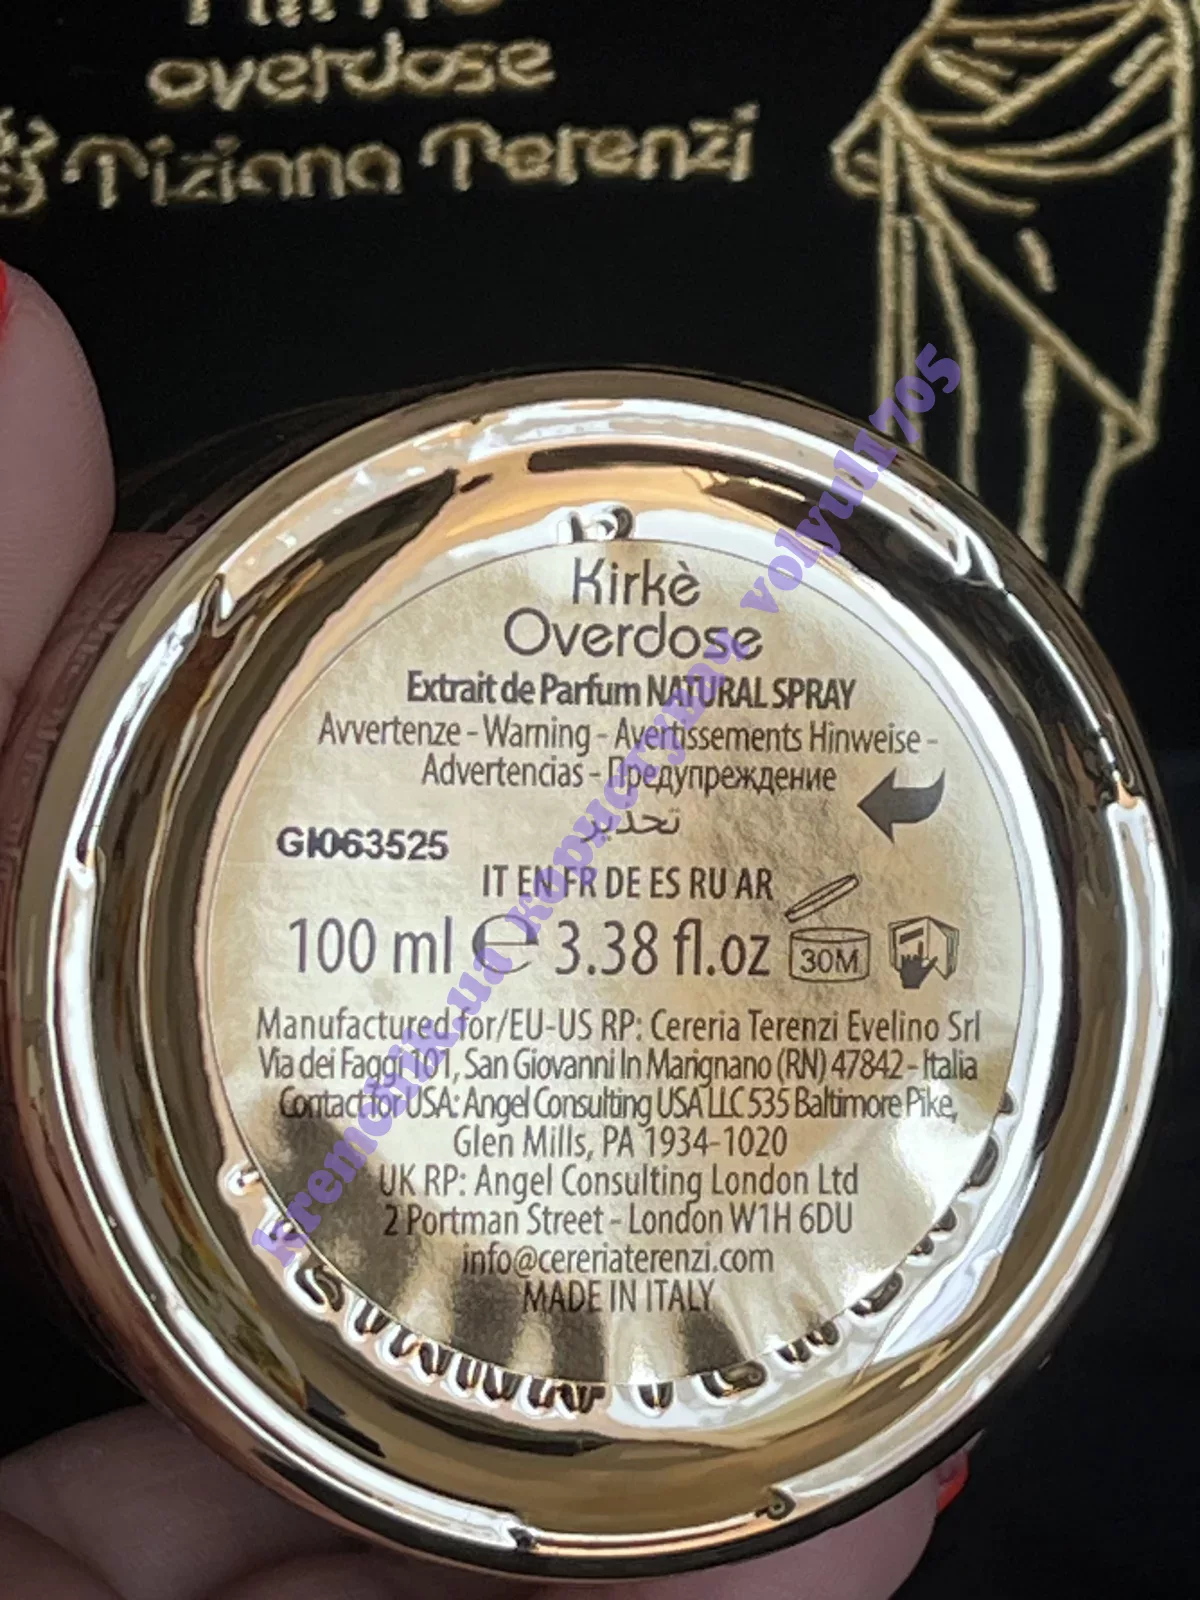 overdose
Tiziana Terenzi
Kirkè
Overdose
Extrait de Parfum NATURAL SPRAY
Avvertenze - Warning - Avertissements Hinweise -
Advertencias - Предупреждение
تحذير
GI063525
IT EN FR DE ES RU AR
100 ml ℮ 3.38 fl.oz
30M
Manufactured for/EU-US RP: Cereria Terenzi Evelino Srl
Via dei Faggi 101, San Giovanni In Marignano (RN) 47842 - Italia
Contact for USA: Angel Consulting USA LLC 535 Baltimore Pike,
Glen Mills, PA 1934-1020
UK RP: Angel Consulting London Ltd
2 Portman Street - London W1H 6DU
info@cereriaterenzi.com
MADE IN ITALY
kremdnik.ua користувач volyul1705